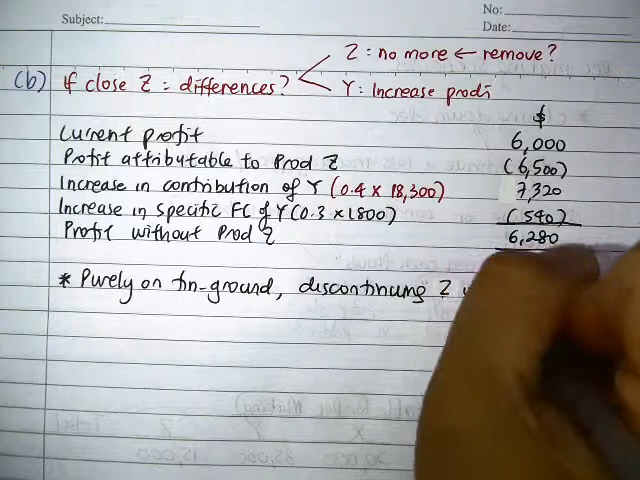 Subject:
No:
Date:
Z : no more ← remove?
(b) If close Z : differences?
Y : Increase prodi
$
Current profit 6,000
Profit attributable to Prod Z (6,500)
Increase in contribution of Y (0.4 x 18,300) 7,320
Increase in specific FC of Y (0.3 x 1800) (540)
Profit without Prod Z 6,280
* Purely on fin-ground, discontinuing Z